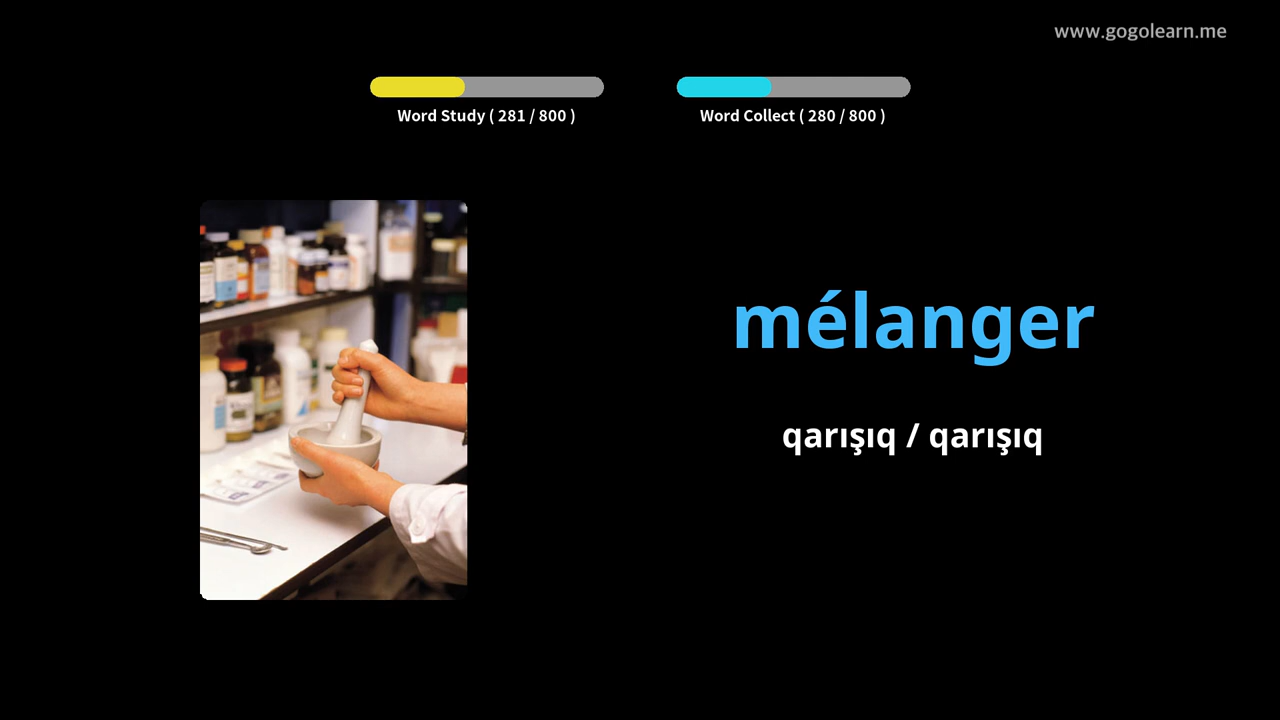 www.gogolearn.me
Word Study ( 281 / 800 )
Word Collect ( 280 / 800 )
mélanger
qarışıq / qarışıq